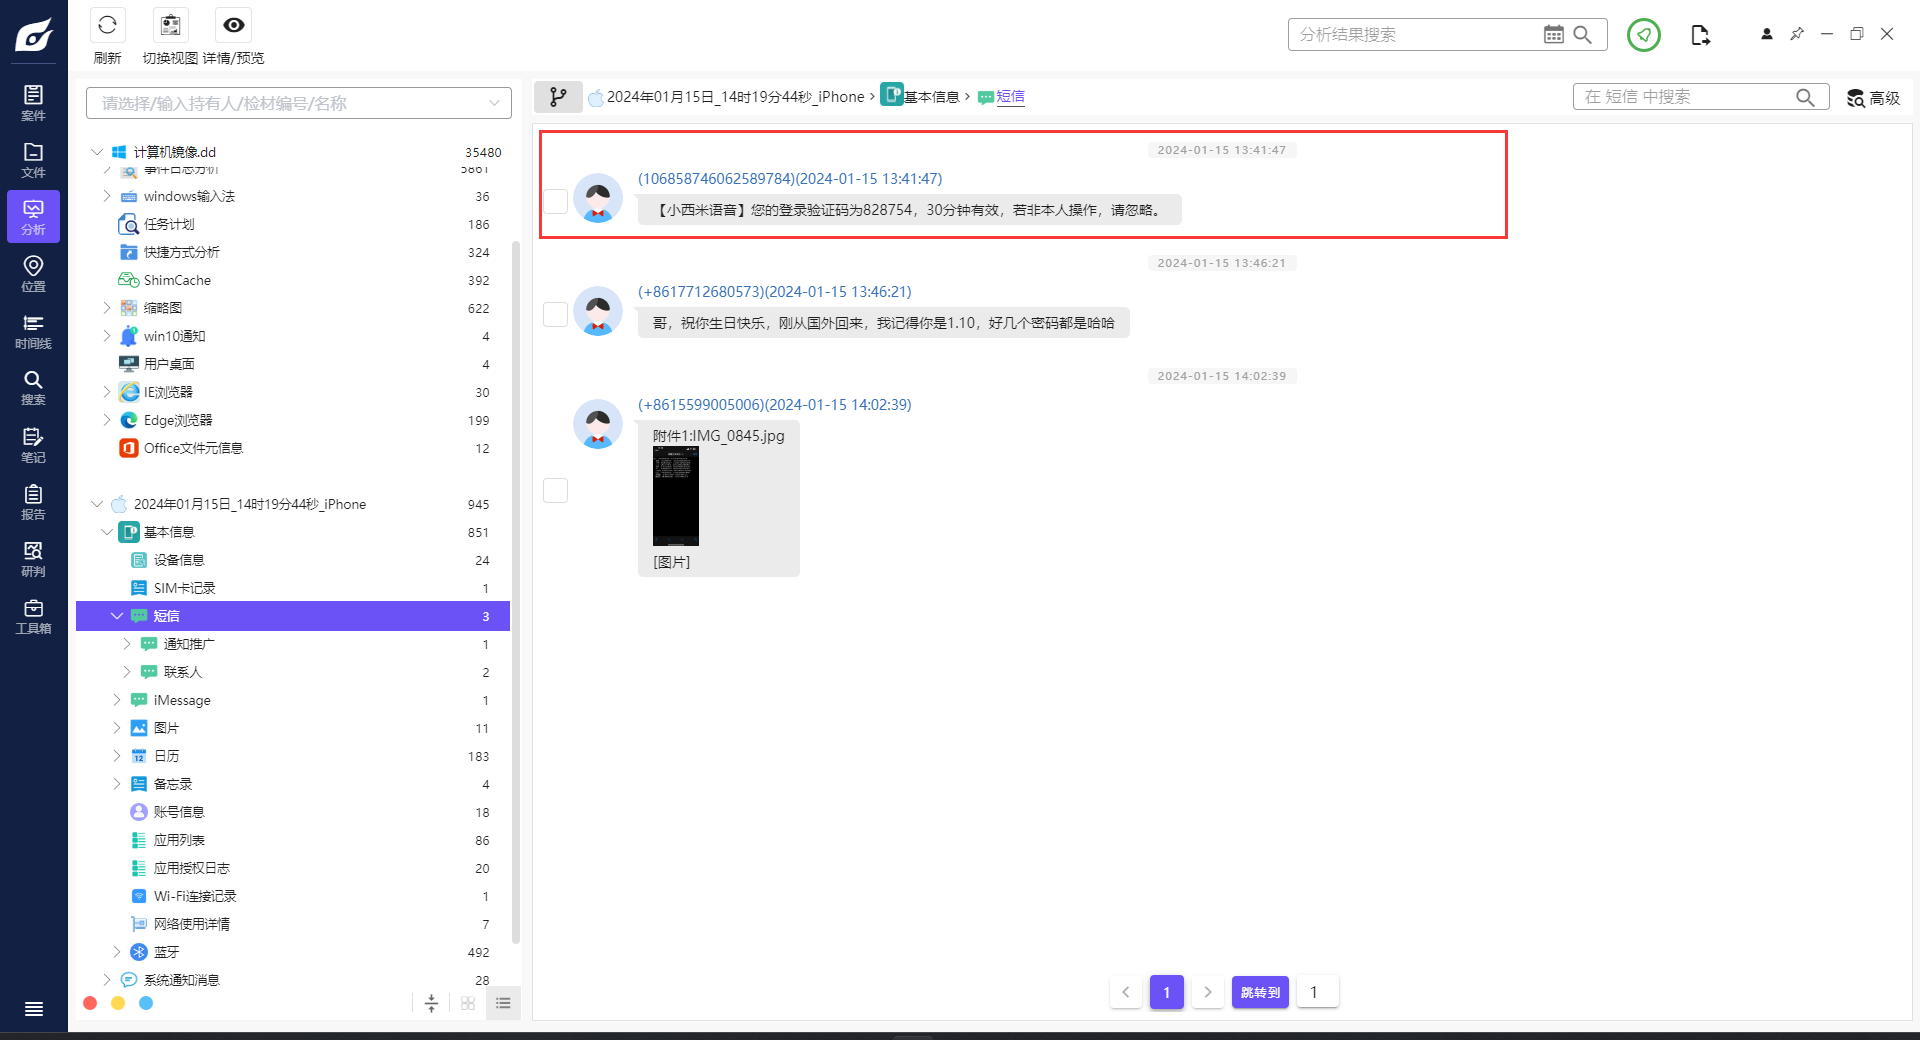 刷新
切换视图
详情/预览
分析结果搜索
案件
文件
分析
位置
时间线
搜索
笔记
报告
研判
工具箱
请选择/输入持有人/检材编号/名称
计算机镜像.dd 35480
事件日志分析 5861
windows输入法 36
任务计划 186
快捷方式分析 324
ShimCache 392
缩略图 622
win10通知 4
用户桌面 4
IE浏览器 30
Edge浏览器 199
Office文件元信息 12
2024年01月15日_14时19分44秒_iPhone 945
基本信息 851
设备信息 24
SIM卡记录 1
短信 3
通知推广 1
联系人 2
iMessage 1
图片 11
日历 183
备忘录 4
账号信息 18
应用列表 86
应用授权日志 20
Wi-Fi连接记录 1
网络使用详情 7
蓝牙 492
系统通知消息 28
2024年01月15日_14时19分44秒_iPhone › 基本信息 › 短信
在 短信 中搜索
高级
2024-01-15 13:41:47
(106858746062589784)(2024-01-15 13:41:47)
【小西米语音】您的登录验证码为828754，30分钟有效，若非本人操作，请忽略。
2024-01-15 13:46:21
(+8617712680573)(2024-01-15 13:46:21)
哥，祝你生日快乐，刚从国外回来，我记得你是1.10，好几个密码都是哈哈
2024-01-15 14:02:39
(+8615599005006)(2024-01-15 14:02:39)
附件1:IMG_0845.jpg
[图片]
1
跳转到
1